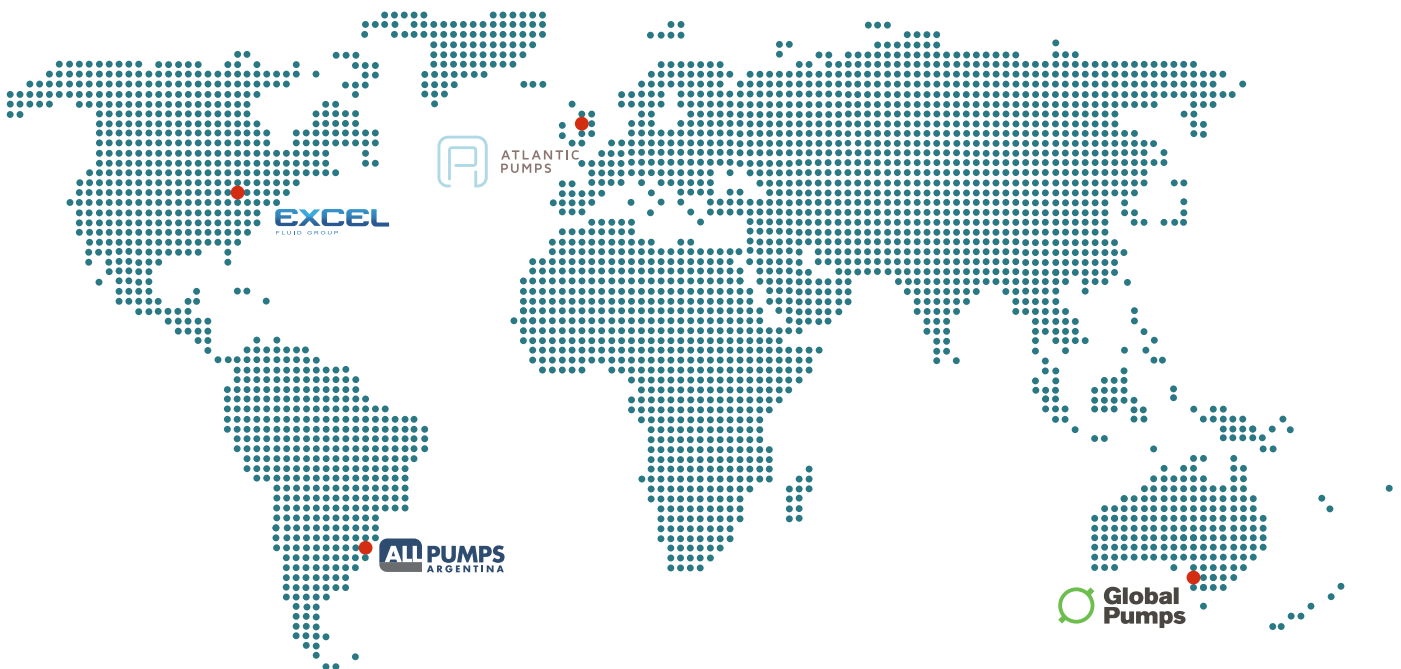 ATLANTIC
PUMPS
EXCEL
FLUID GROUP
ALL PUMPS
ARGENTINA
Global
Pumps